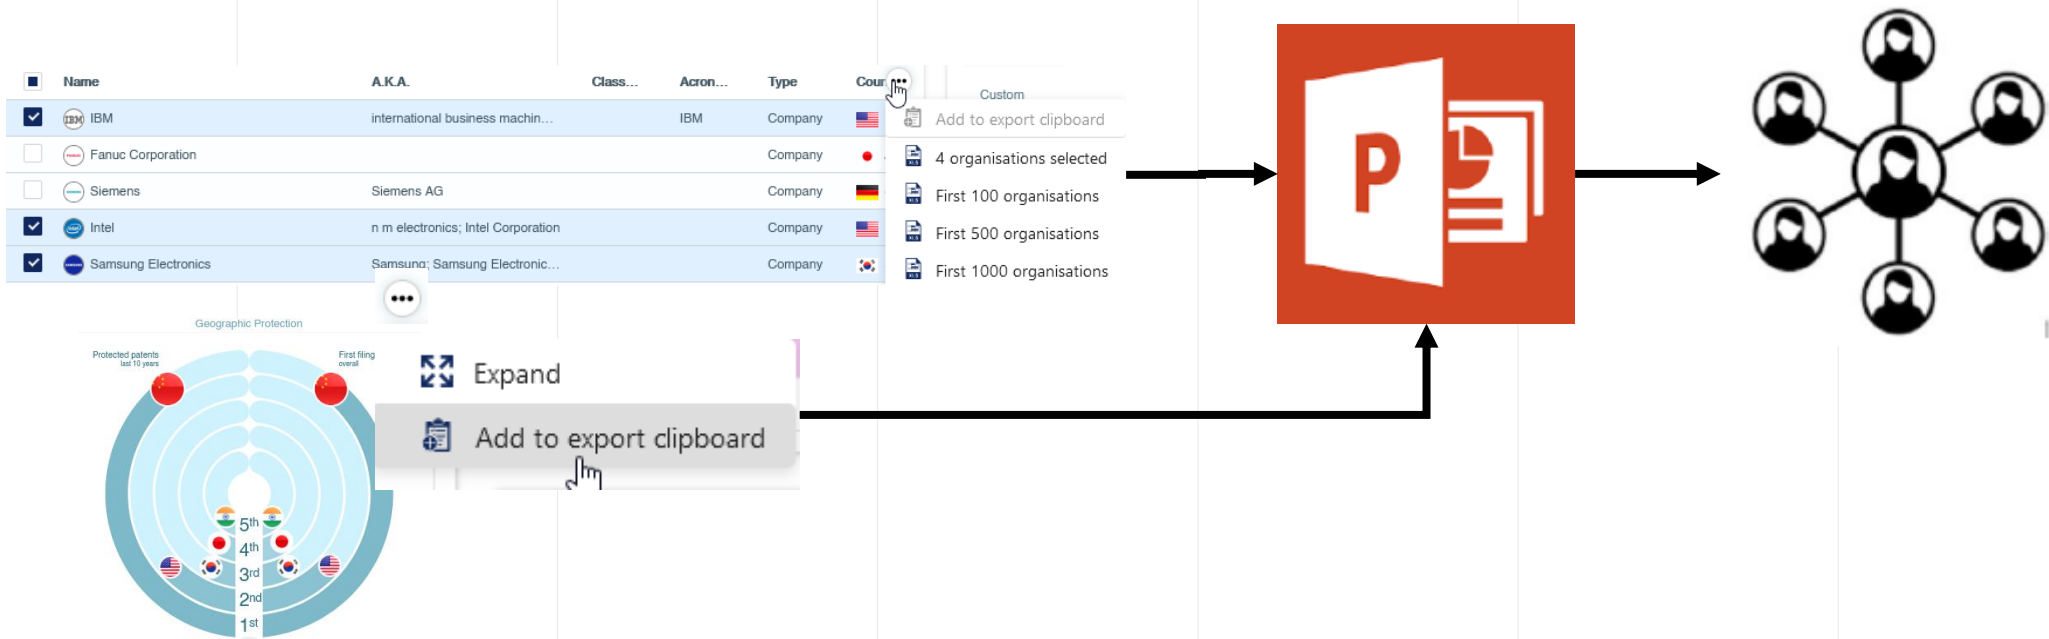 Name A.K.A. Class... Acron... Type Cour
Custom
IBM IBM international business machin... IBM Company
Add to export clipboard
Fanuc Corporation Company
4 organisations selected
Siemens Siemens AG Company
First 100 organisations
Intel n m electronics; Intel Corporation Company
First 500 organisations
Samsung Electronics Samsung; Samsung Electronic... Company
First 1000 organisations
P
Geographic Protection
Protected patents
last 10 years
First filing
overall
Expand
Add to export clipboard
5th
4th
3rd
2nd
1st